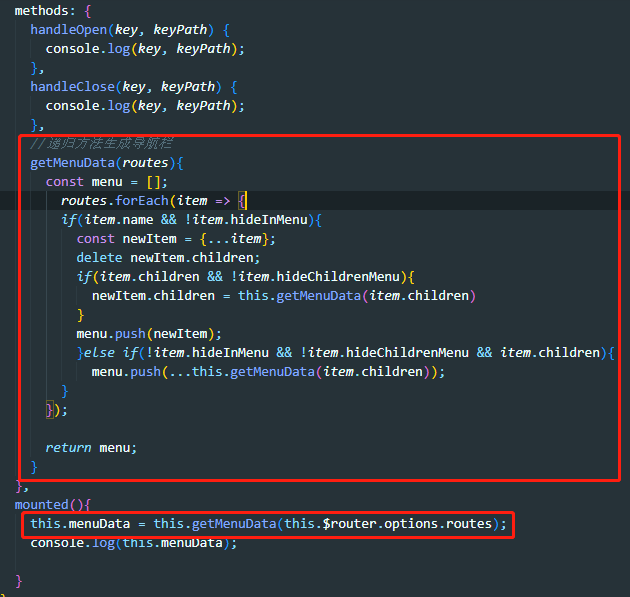 methods: {
handleOpen(key, keyPath) {
console.log(key, keyPath);
},
handleClose(key, keyPath) {
console.log(key, keyPath);
},
//递归方法生成导航栏
getMenuData(routes){
const menu = [];
routes.forEach(item => {
if(item.name && !item.hideInMenu){
const newItem = {...item};
delete newItem.children;
if(item.children && !item.hideChildrenMenu){
newItem.children = this.getMenuData(item.children)
}
menu.push(newItem);
}else if(!item.hideInMenu && !item.hideChildrenMenu && item.children){
menu.push(...this.getMenuData(item.children));
}
});
return menu;
}
},
mounted(){
this.menuData = this.getMenuData(this.$router.options.routes);
console.log(this.menuData);
}
}